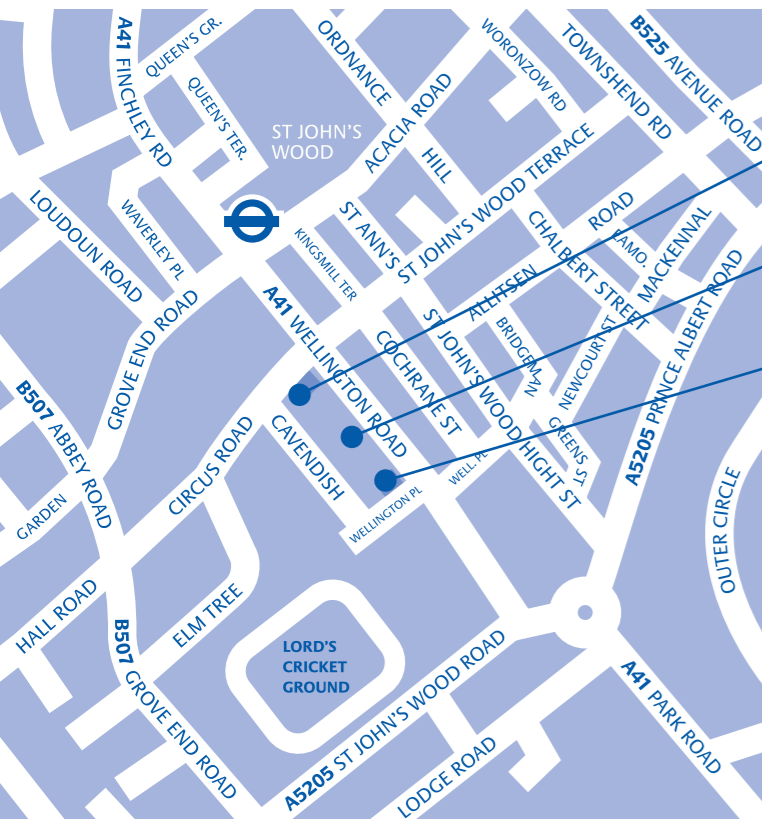 A41 FINCHLEY RD
QUEEN'S GR.
QUEEN'S TER.
ORDNANCE
HILL
WORONZOW RD
TOWNSHEND RD
B525 AVENUE ROAD
ST JOHN'S
WOOD
ACACIA ROAD
ST JOHN'S WOOD TERRACE
LOUDOUN ROAD
WAVERLEY PL
KINGSMILL TER
ST ANN'S
CHALBERT STREET
ALLITSEN
ROAD
EAMO.
MACKENNAL
GROVE END ROAD
A41 WELLINGTON ROAD
COCHRANE ST
ST JOHN'S WOOD HIGHT ST
BRIDGEMAN
NEWCOURT ST
GREENS ST
A5205 PRINCE ALBERT ROAD
B507 ABBEY ROAD
CIRCUS ROAD
CAVENDISH
WELL. PL
WELLINGTON PL
GARDEN
OUTER CIRCLE
HALL ROAD
ELM TREE
LORD'S
CRICKET
GROUND
B507 GROVE END ROAD
A5205 ST JOHN'S WOOD ROAD
LODGE ROAD
A41 PARK ROAD